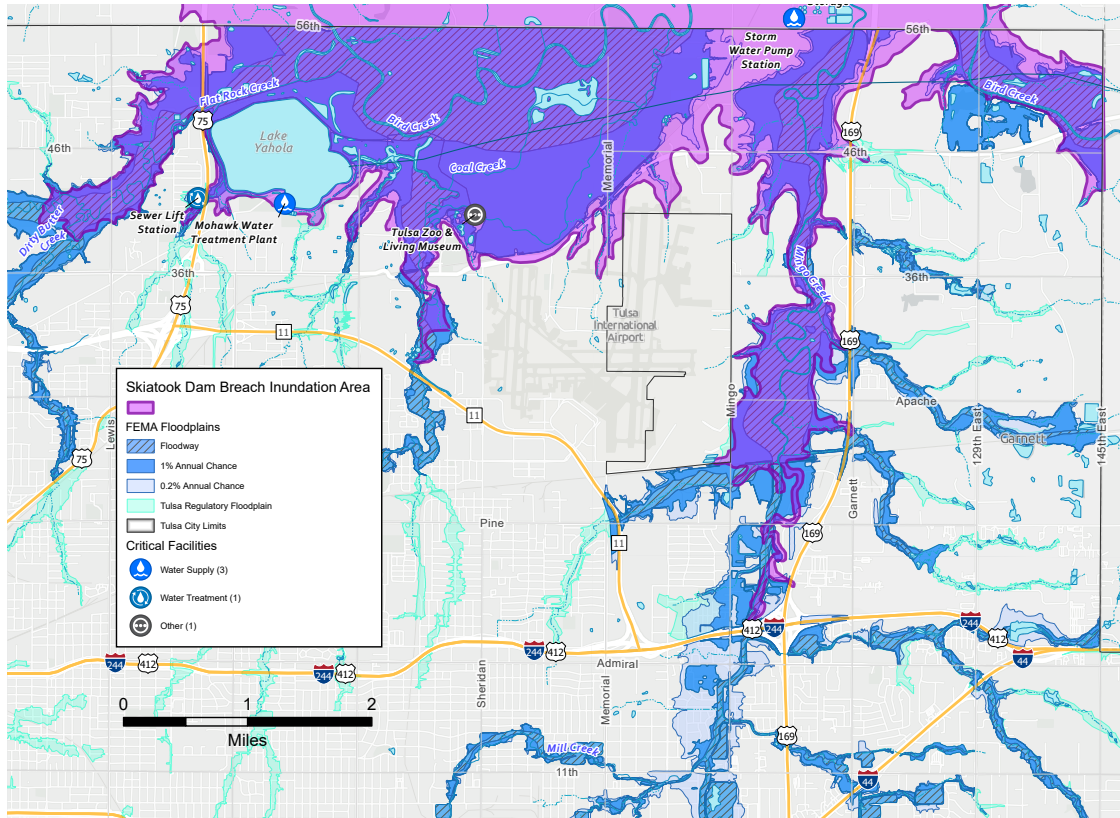 56th
Storm
Water Pump
Station
56th
Flat Rock Creek
75
Bird Creek
Bird Creek
Lake
Yahola
169
46th
Memorial
46th
Coal Creek
Sewer Lift
Station
Mohawk Water
Treatment Plant
Tulsa Zoo &
Living Museum
Dirty Butter
Creek
Mingo Creek
36th
36th
75
11
Tulsa
International
Airport
169
Skiatook Dam Breach Inundation Area
FEMA Floodplains
Floodway
1% Annual Chance
0.2% Annual Chance
Tulsa Regulatory Floodplain
Tulsa City Limits
Critical Facilities
Water Supply (3)
Water Treatment (1)
Other (1)
Lewis
75
11
Mingo
Apache
129th East
Garnett
145th East
Garnett
Pine
11
169
244
412
244
412
244
412
412
244
244
412
44
Admiral
Sheridan
Memorial
0
1
2
Miles
169
Mill Creek
11th
44